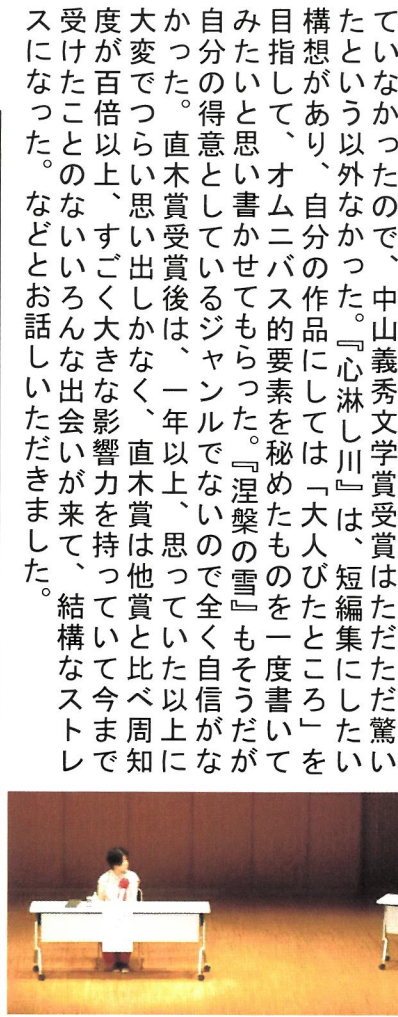 ていなかったので、中山義秀文学賞受賞はただただ驚い
たという以外なかった。『心淋し川』は、短編集にしたい
構想があり、自分の作品にしては「大人びたところ」を
目指して、オムニバス的要素を秘めたものを一度書いて
みたいと思い書かせてもらった。『涅槃の雪』もそうだが
自分の得意としているジャンルでないので全く自信がな
かった。直木賞受賞後は、一年以上、思っていた以上に
大変でつらい思い出しかなく、直木賞は他賞と比べ周知
度が百倍以上、すごく大きな影響力を持っていて今まで
受けたことのないいろんな出会いが来て、結構なストレ
スになった。などとお話しいただきました。